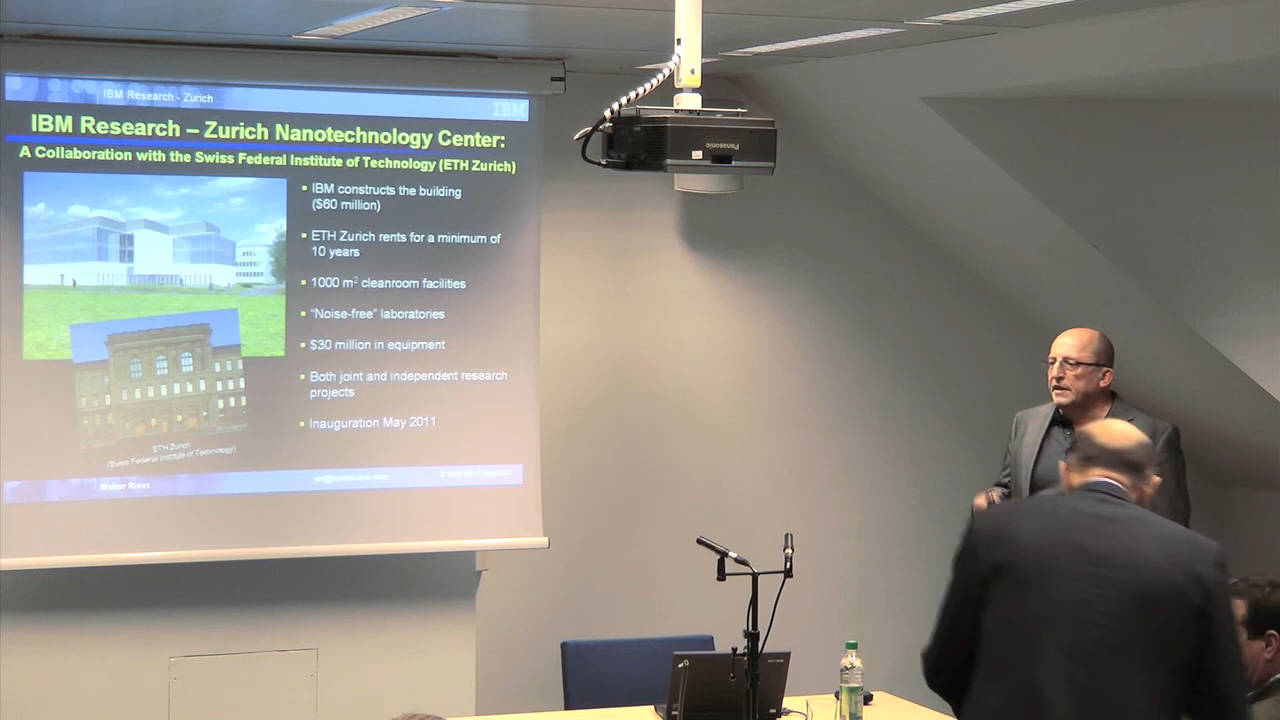 IBM Research - Zurich
IBM
IBM Research – Zurich Nanotechnology Center:
A Collaboration with the Swiss Federal Institute of Technology (ETH Zurich)
▪ IBM constructs the building
($60 million)
▪ ETH Zurich rents for a minimum of
10 years
▪ 1000 m² cleanroom facilities
▪ “Noise-free” laboratories
▪ $30 million in equipment
▪ Both joint and independent research
projects
▪ Inauguration May 2011
ETH Zurich
(Swiss Federal Institute of Technology)
Walter Riess
Panasonic